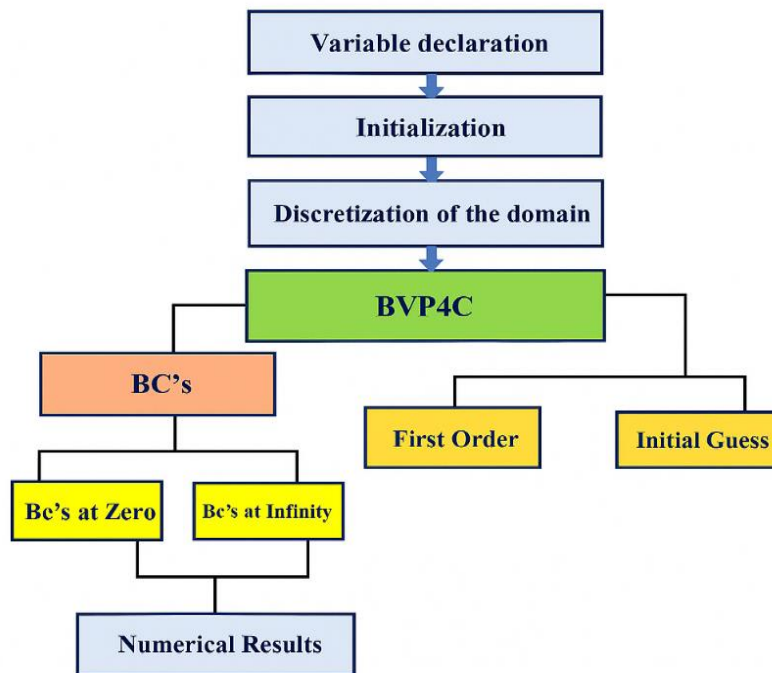 Variable declaration
Initialization
Discretization of the domain
BVP4C
BC’s
First Order
Initial Guess
Bc’s at Zero
Bc’s at Infinity
Numerical Results